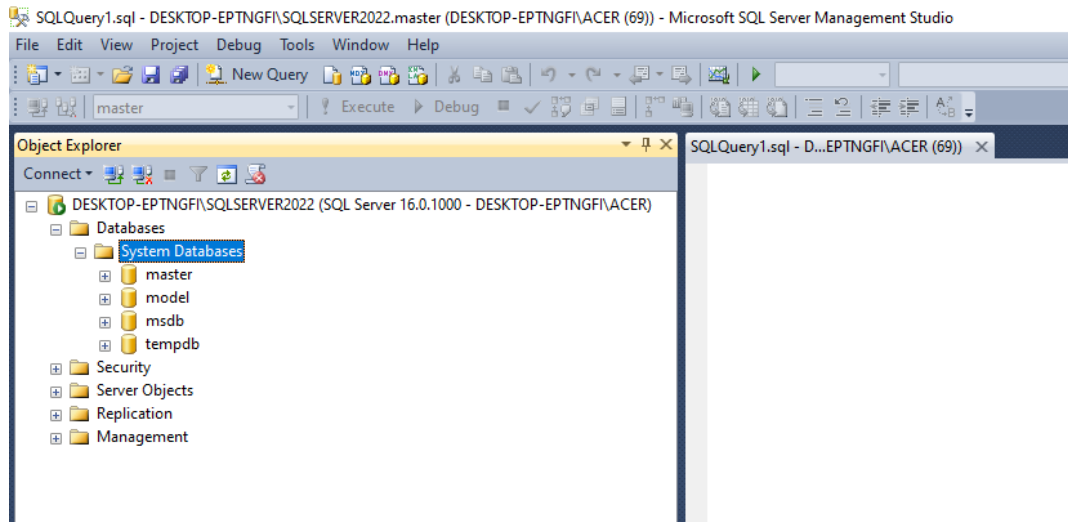 SQLQuery1.sql - DESKTOP-EPTNGFI\SQLSERVER2022.master (DESKTOP-EPTNGFI\ACER (69)) - Microsoft SQL Server Management Studio
File Edit View Project Debug Tools Window Help
New Query
master Execute Debug
Object Explorer
SQLQuery1.sql - D...EPTNGFI\ACER (69))
Connect
DESKTOP-EPTNGFI\SQLSERVER2022 (SQL Server 16.0.1000 - DESKTOP-EPTNGFI\ACER)
Databases
System Databases
master
model
msdb
tempdb
Security
Server Objects
Replication
Management